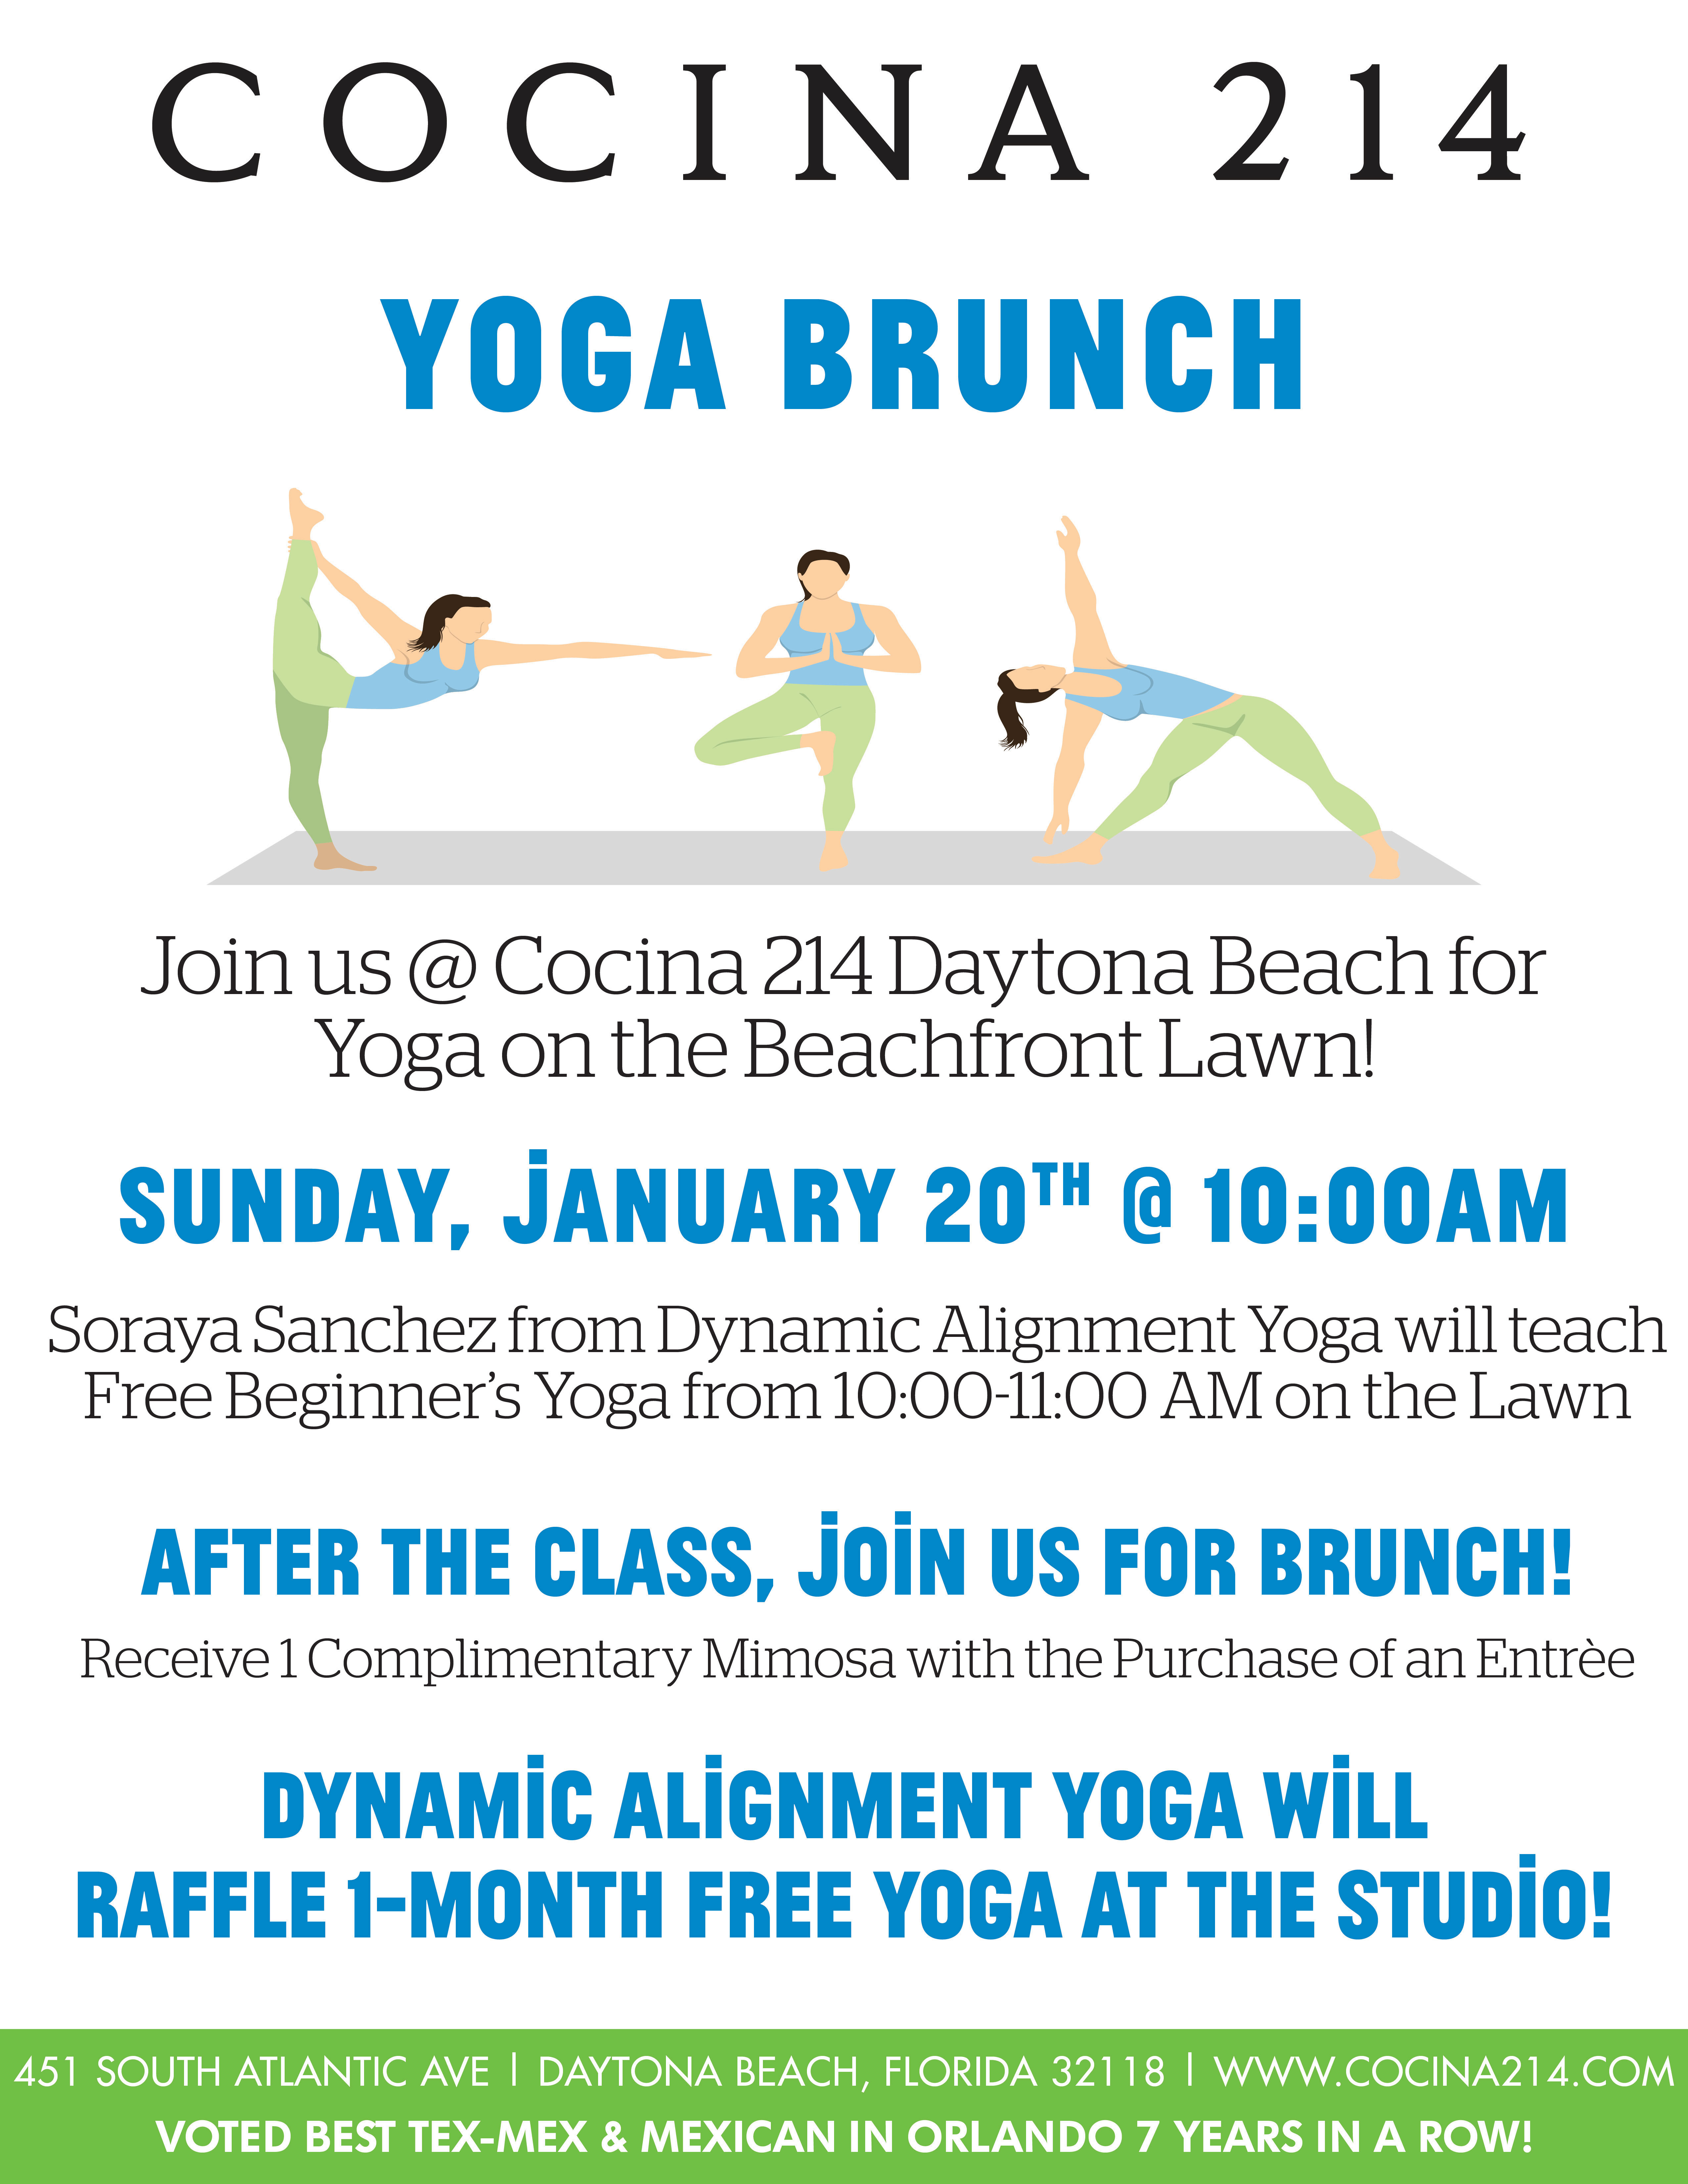 COCINA 214
YOGA BRUNCH
Join us @ Cocina 214 Daytona Beach for
Yoga on the Beachfront Lawn!
SUNDAY, JANUARY 20TH @ 10:00AM
Soraya Sanchez from Dynamic Alignment Yoga will teach
Free Beginner's Yoga from 10:00-11:00 AM on the Lawn
AFTER THE CLASS, JOIN US FOR BRUNCH!
Receive 1 Complimentary Mimosa with the Purchase of an Entrèe
DYNAMIC ALIGNMENT YOGA WILL
RAFFLE 1-MONTH FREE YOGA AT THE STUDIO!
451 SOUTH ATLANTIC AVE | DAYTONA BEACH, FLORIDA 32118 | WWW.COCINA214.COM
VOTED BEST TEX-MEX & MEXICAN IN ORLANDO 7 YEARS IN A ROW!